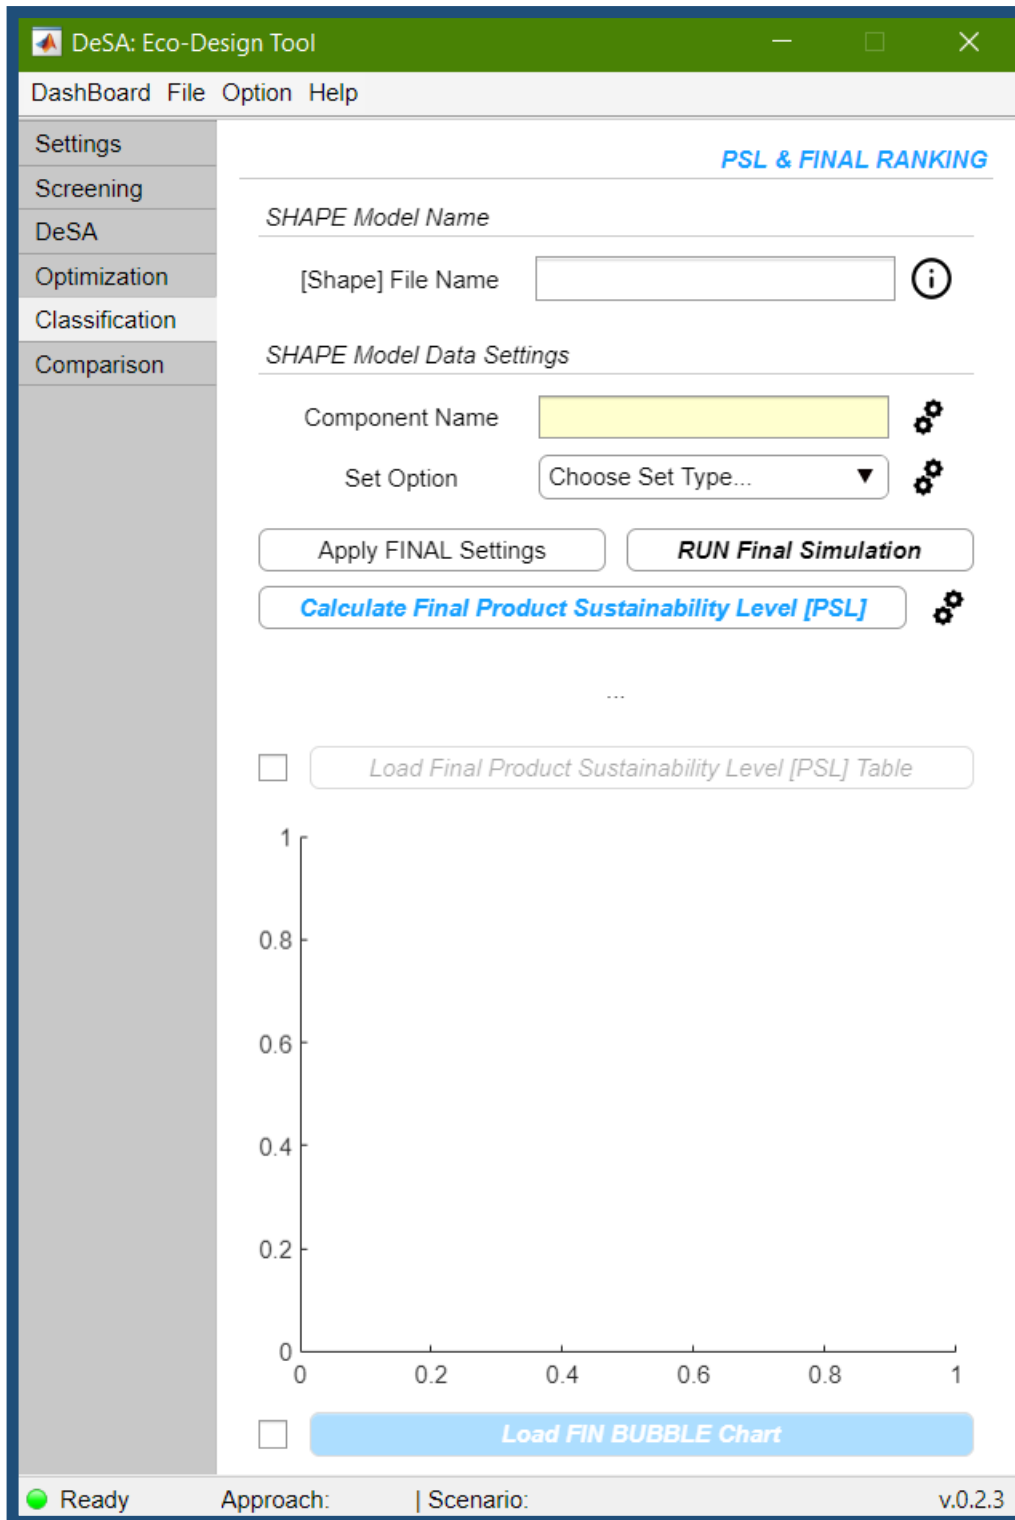 DeSA: Eco-Design Tool
DashBoard File Option Help
Settings
Screening
DeSA
Optimization
Classification
Comparison
PSL & FINAL RANKING
SHAPE Model Name
[Shape] File Name
SHAPE Model Data Settings
Component Name
Set Option Choose Set Type...
Apply FINAL Settings RUN Final Simulation
Calculate Final Product Sustainability Level [PSL]
...
Load Final Product Sustainability Level [PSL] Table
1
0.8
0.6
0.4
0.2
0
0 0.2 0.4 0.6 0.8 1
Load FIN BUBBLE Chart
Ready Approach: | Scenario: v.0.2.3